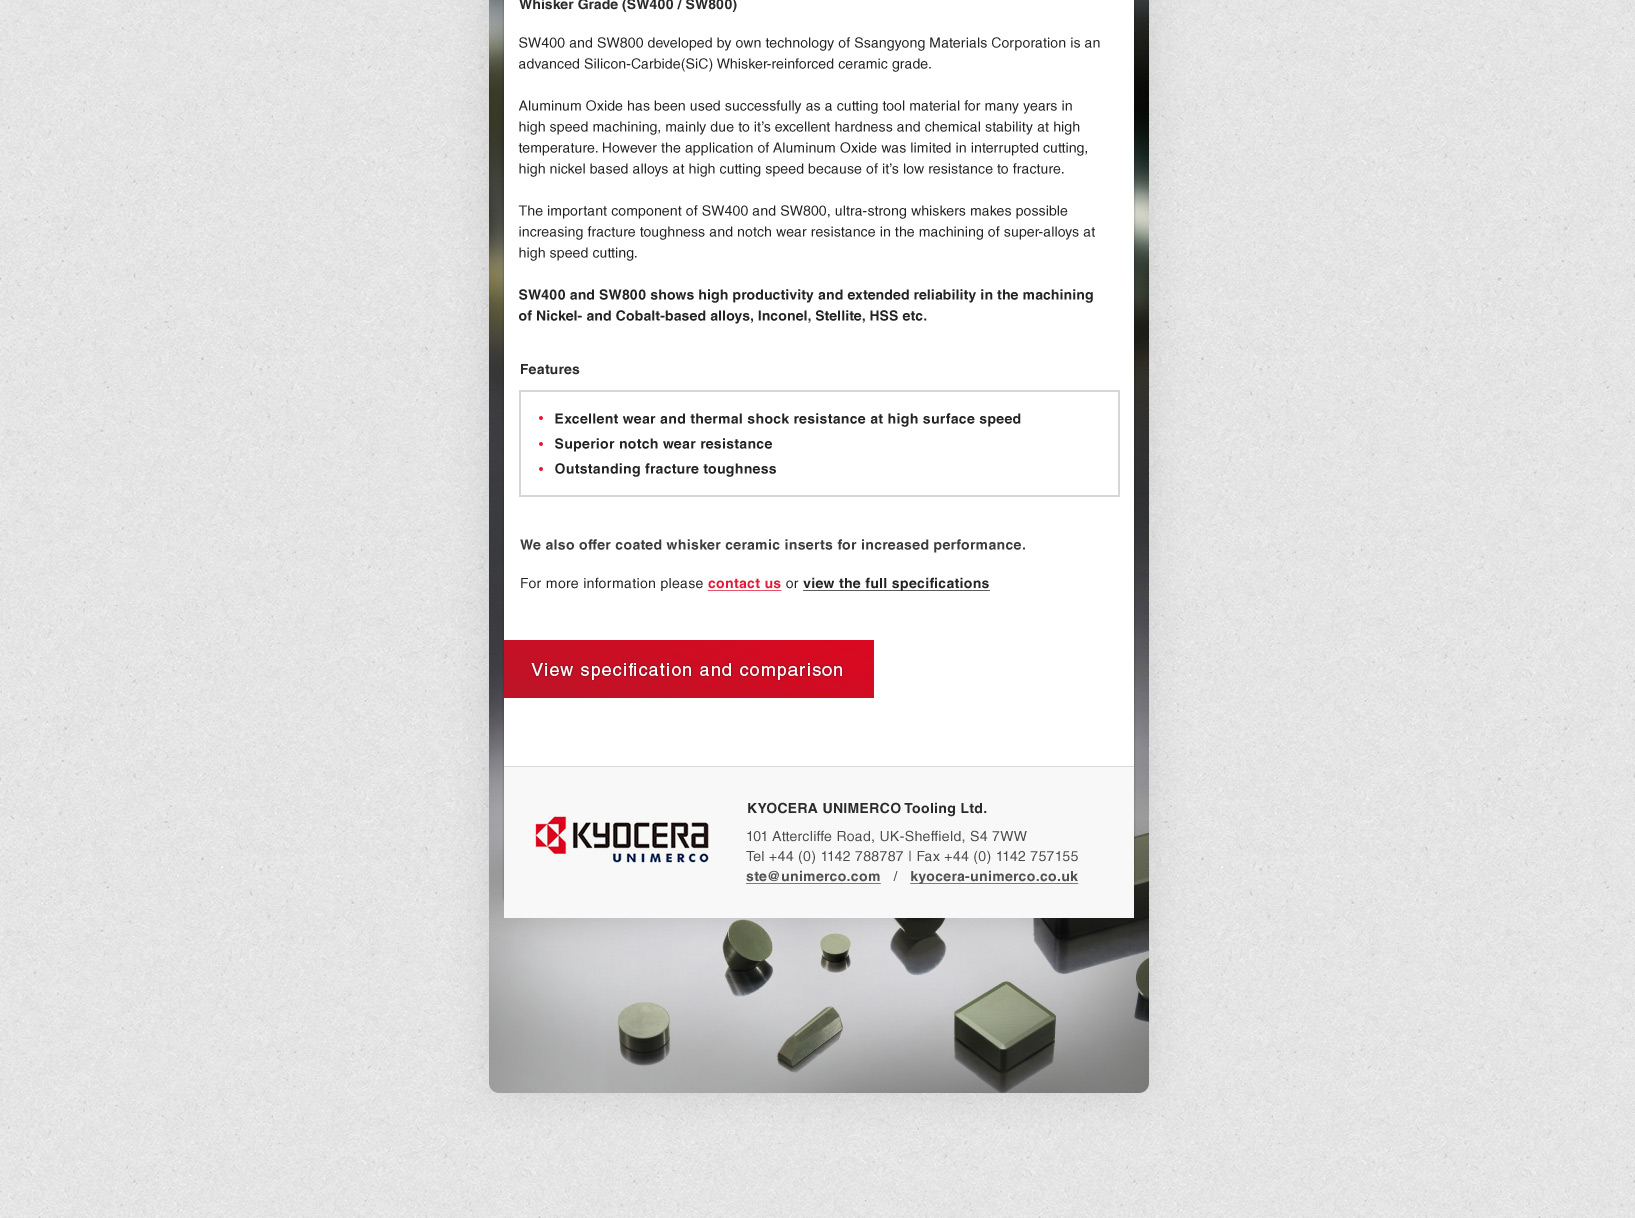 Whisker Grade (SW400 / SW800)
SW400 and SW800 developed by own technology of Ssangyong Materials Corporation is an
advanced Silicon-Carbide(SiC) Whisker-reinforced ceramic grade.
Aluminum Oxide has been used successfully as a cutting tool material for many years in
high speed machining, mainly due to it’s excellent hardness and chemical stability at high
temperature. However the application of Aluminum Oxide was limited in interrupted cutting,
high nickel based alloys at high cutting speed because of it’s low resistance to fracture.
The important component of SW400 and SW800, ultra-strong whiskers makes possible
increasing fracture toughness and notch wear resistance in the machining of super-alloys at
high speed cutting.
SW400 and SW800 shows high productivity and extended reliability in the machining
of Nickel- and Cobalt-based alloys, Inconel, Stellite, HSS etc.
Features
• Excellent wear and thermal shock resistance at high surface speed
• Superior notch wear resistance
• Outstanding fracture toughness
We also offer coated whisker ceramic inserts for increased performance.
For more information please contact us or view the full specifications
View specification and comparison
KYOCERA
UNIMERCO
KYOCERA UNIMERCO Tooling Ltd.
101 Attercliffe Road, UK-Sheffield, S4 7WW
Tel +44 (0) 1142 788787 | Fax +44 (0) 1142 757155
ste@unimerco.com / kyocera-unimerco.co.uk